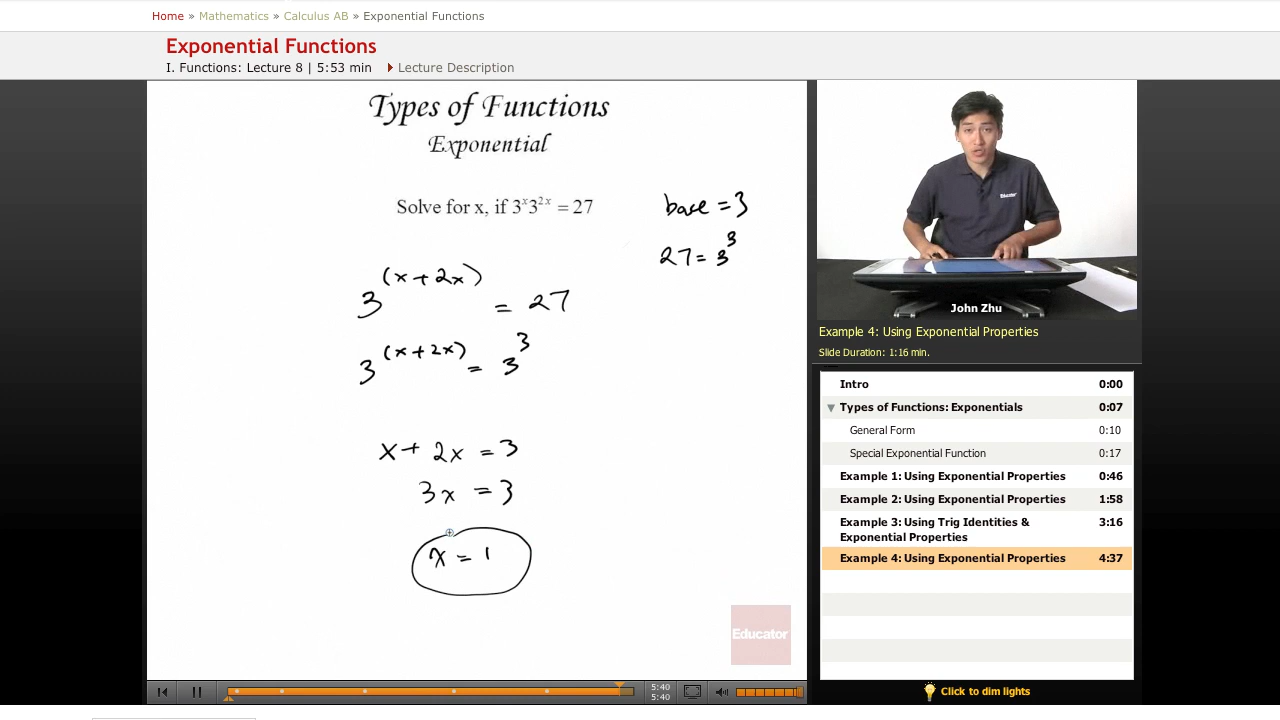 Home » Mathematics » Calculus AB » Exponential Functions
Exponential Functions
I. Functions: Lecture 8 | 5:53 min Lecture Description
Types of Functions
Exponential
Solve for x, if 3ˣ3²ˣ = 27
base = 3
27 = 3³
3^(x + 2x) = 27
3^(x + 2x) = 3³
x + 2x = 3
3x = 3
x = 1
Educator
5:40
5:40
Educator
John Zhu
Example 4: Using Exponential Properties
Slide Duration: 1:16 min.
Intro 0:00
Types of Functions: Exponentials 0:07
General Form 0:10
Special Exponential Function 0:17
Example 1: Using Exponential Properties 0:46
Example 2: Using Exponential Properties 1:58
Example 3: Using Trig Identities & 3:16
Exponential Properties
Example 4: Using Exponential Properties 4:37
Click to dim lights